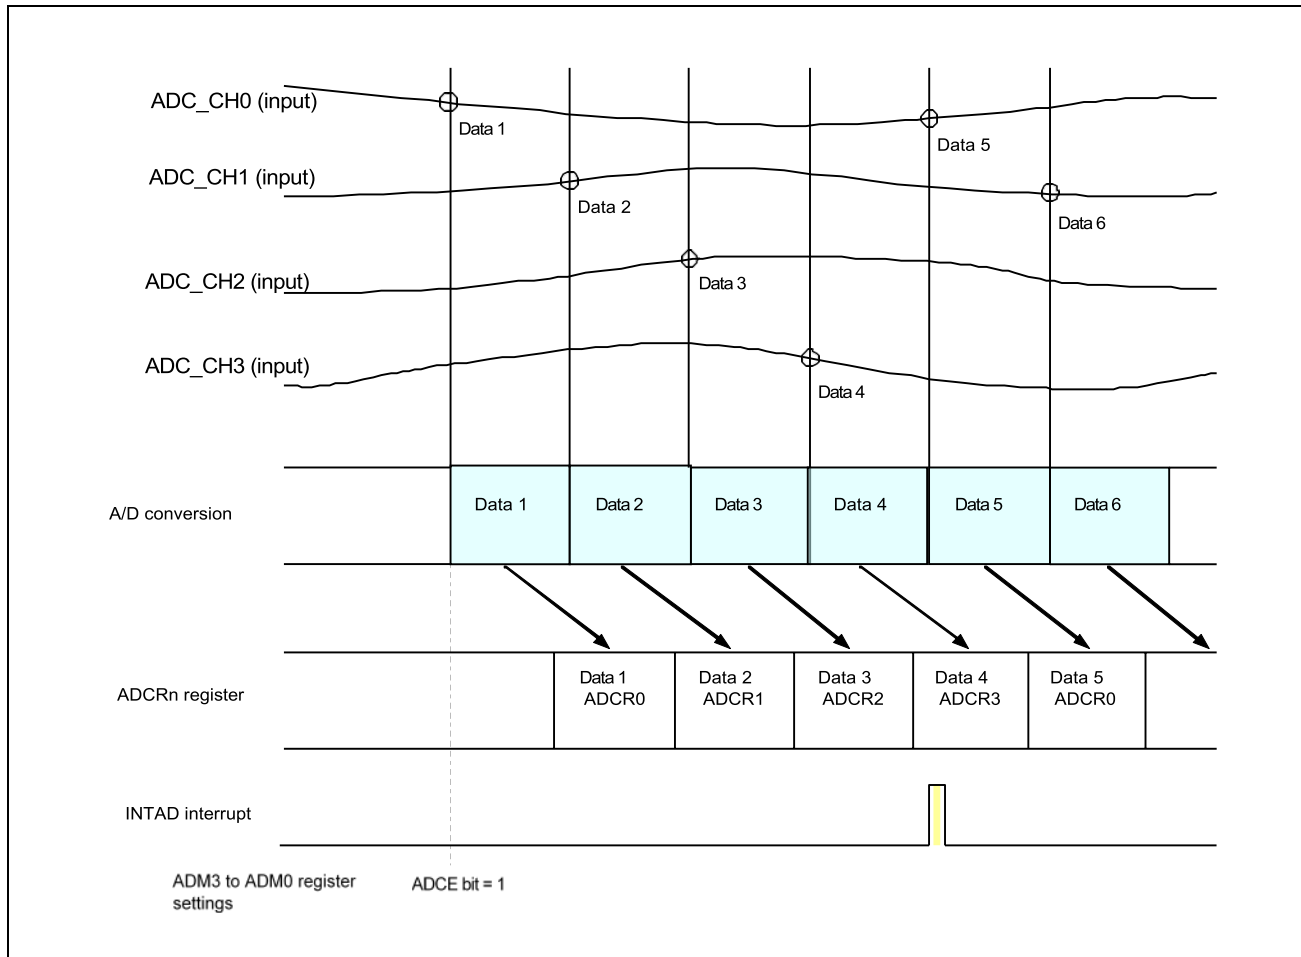 ADC_CH0 (input)
Data 1
Data 5
ADC_CH1 (input)
Data 2
Data 6
ADC_CH2 (input)
Data 3
ADC_CH3 (input)
Data 4
A/D conversion
Data 1
Data 2
Data 3
Data 4
Data 5
Data 6
ADCRn register
Data 1
ADCR0
Data 2
ADCR1
Data 3
ADCR2
Data 4
ADCR3
Data 5
ADCR0
INTAD interrupt
ADM3 to ADM0 register
settings
ADCE bit = 1